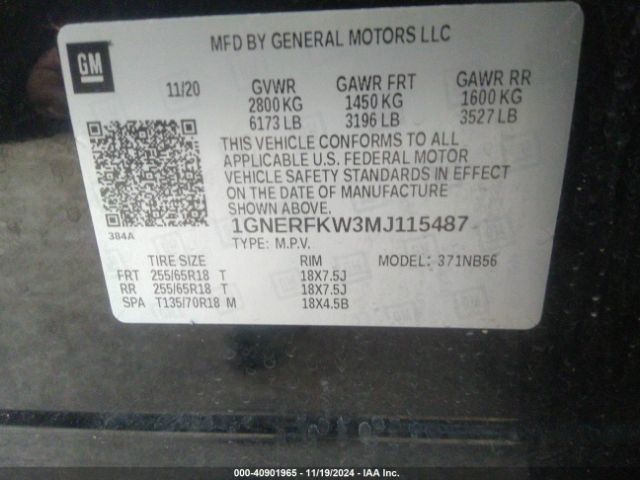 GM
MFD BY GENERAL MOTORS LLC
11/20 GVWR GAWR FRT GAWR RR
2800 KG 1450 KG 1600 KG
6173 LB 3196 LB 3527 LB
THIS VEHICLE CONFORMS TO ALL
APPLICABLE U.S. FEDERAL MOTOR
VEHICLE SAFETY STANDARDS IN EFFECT
ON THE DATE OF MANUFACTURE
SHOWN ABOVE.
384A 1GNERFKW3MJ115487
TYPE: M.P.V.
TIRE SIZE RIM MODEL: 371NB56
FRT 255/65R18 T 18X7.5J
RR 255/65R18 T 18X7.5J
SPA T135/70R18 M 18X4.5B
000-40901965 - 11/19/2024 - IAA Inc.